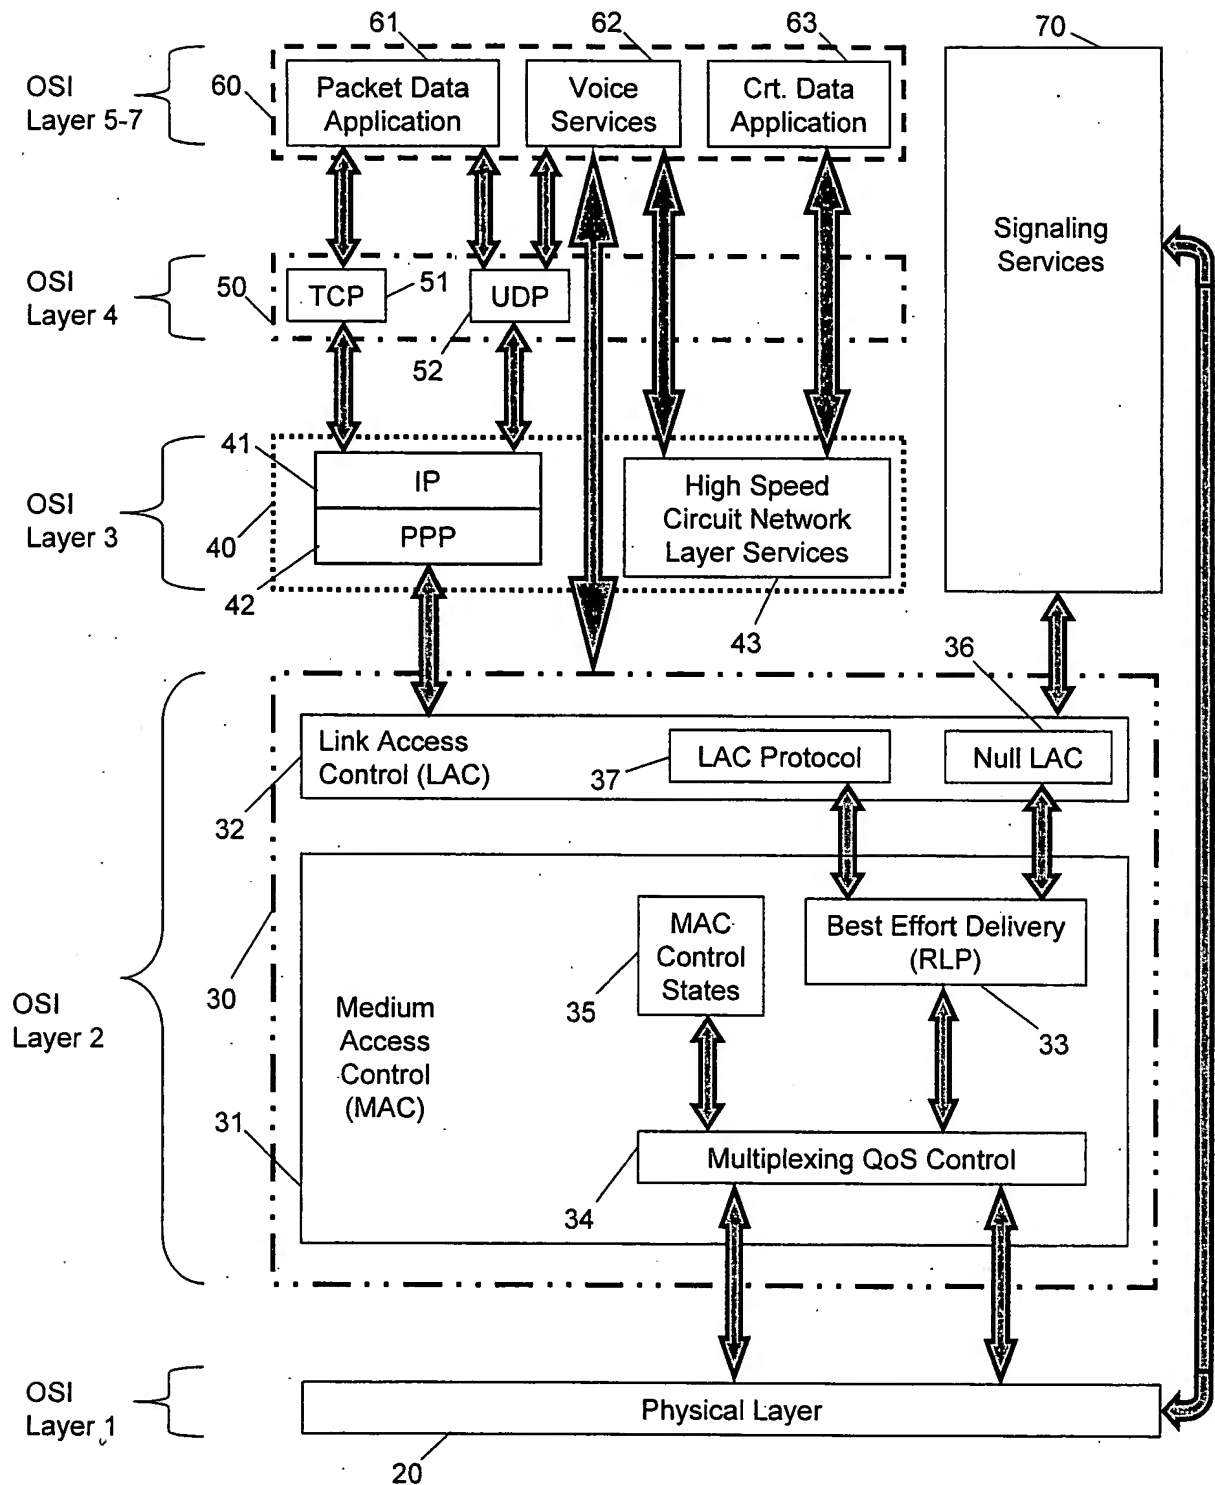 61
62
63
70
OSI
Layer 5-7
60
Packet Data
Application
Voice
Services
Crt. Data
Application
Signaling
Services
OSI
Layer 4
50
TCP
51
UDP
52
OSI
Layer 3
41
40
42
IP
PPP
High Speed
Circuit Network
Layer Services
43
36
OSI
Layer 2
Link Access
Control (LAC)
37
LAC Protocol
Null LAC
32
30
31
Medium
Access
Control
(MAC)
MAC
Control
States
35
Best Effort Delivery
(RLP)
33
Multiplexing QoS Control
34
OSI
Layer 1
Physical Layer
20